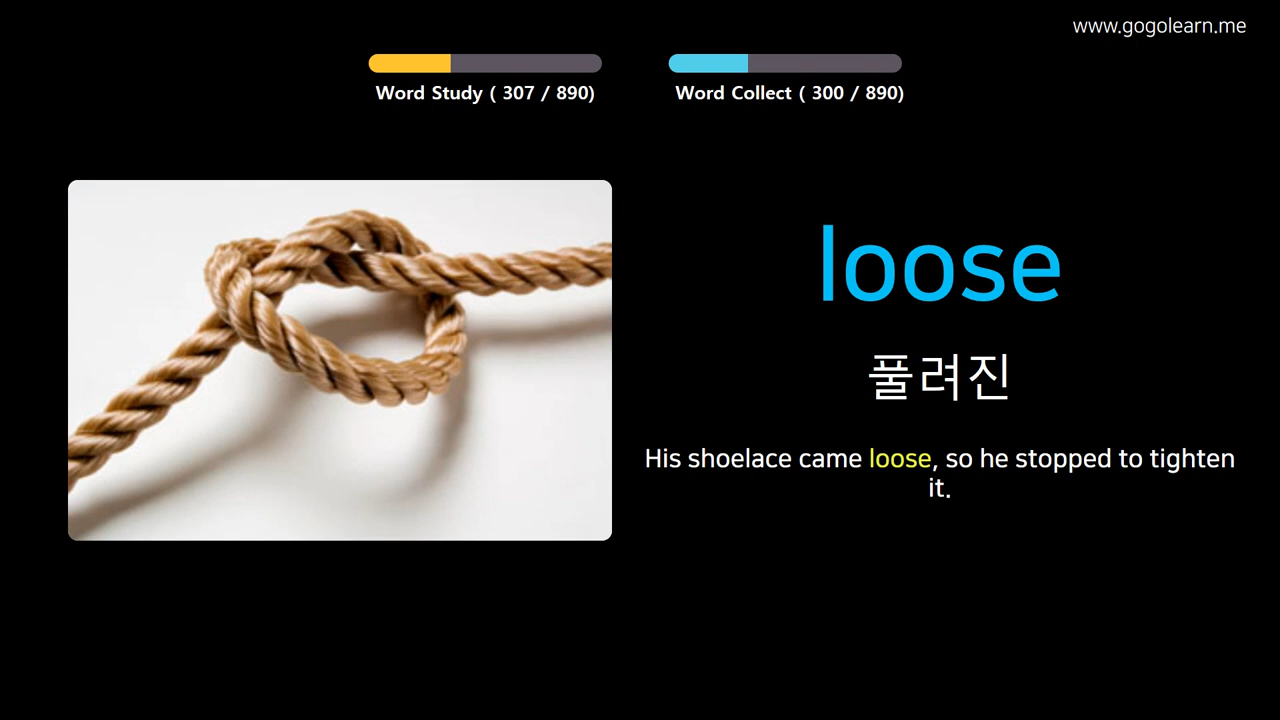 www.gogolearn.me
Word Study ( 307 / 890)
Word Collect ( 300 / 890)
loose
풀려진
His shoelace came loose, so he stopped to tighten
it.